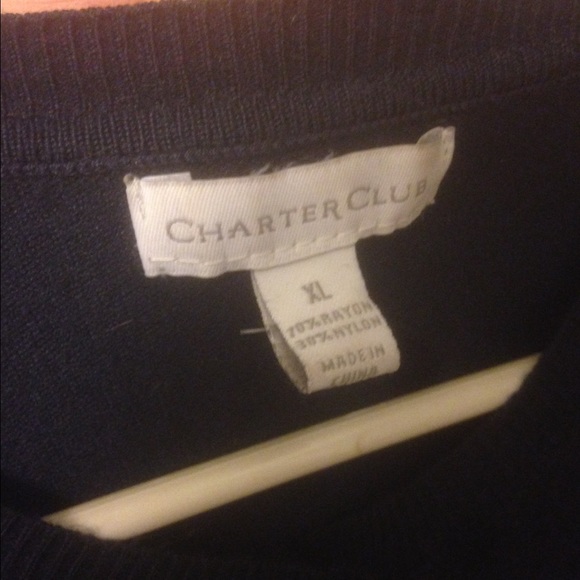 CHARTER CLUB
XL
70% RAYON
30% NYLON
MADE IN
CHINA